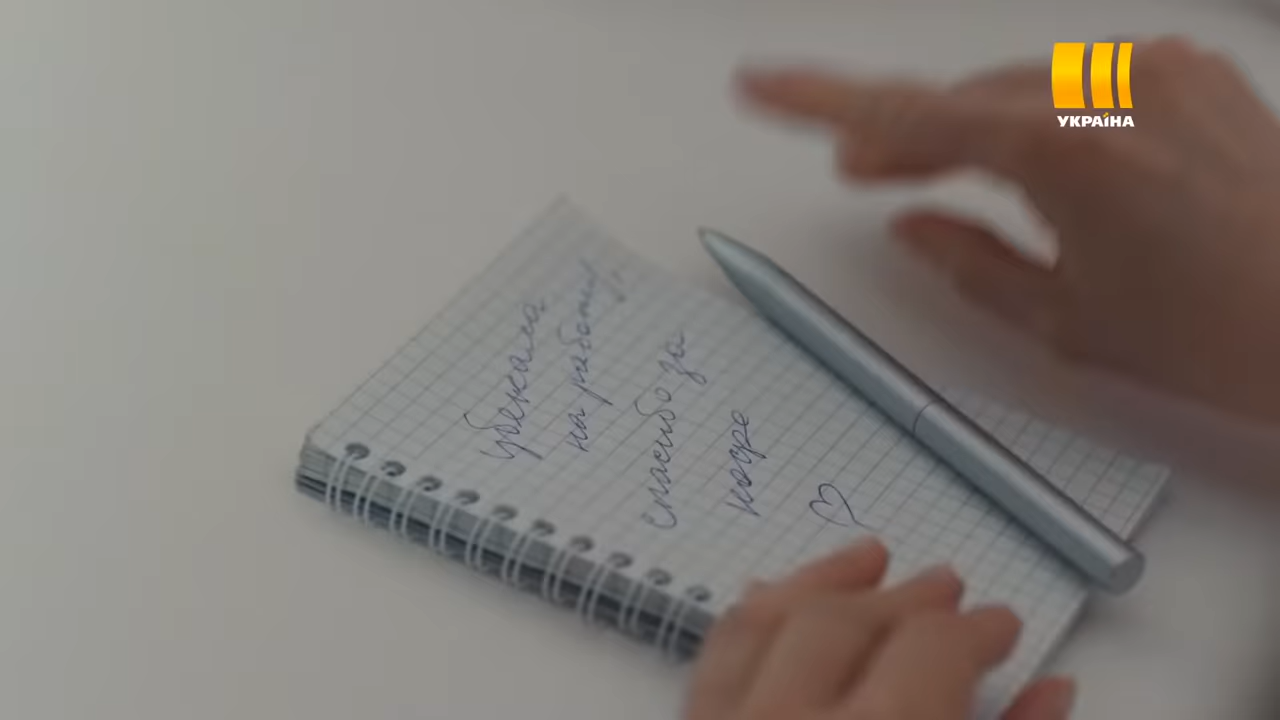 УКРАЇНА
убежала
на работу
спасибо за
кофе